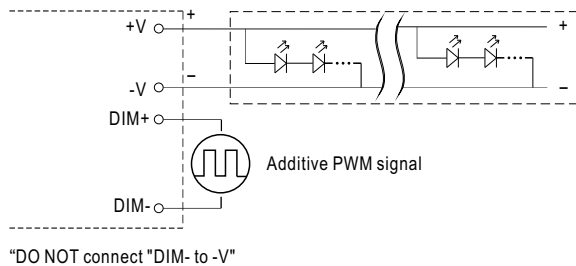 +V
+
-V
−
DIM+
DIM-
+
−
Additive PWM signal
“DO NOT connect "DIM- to -V"